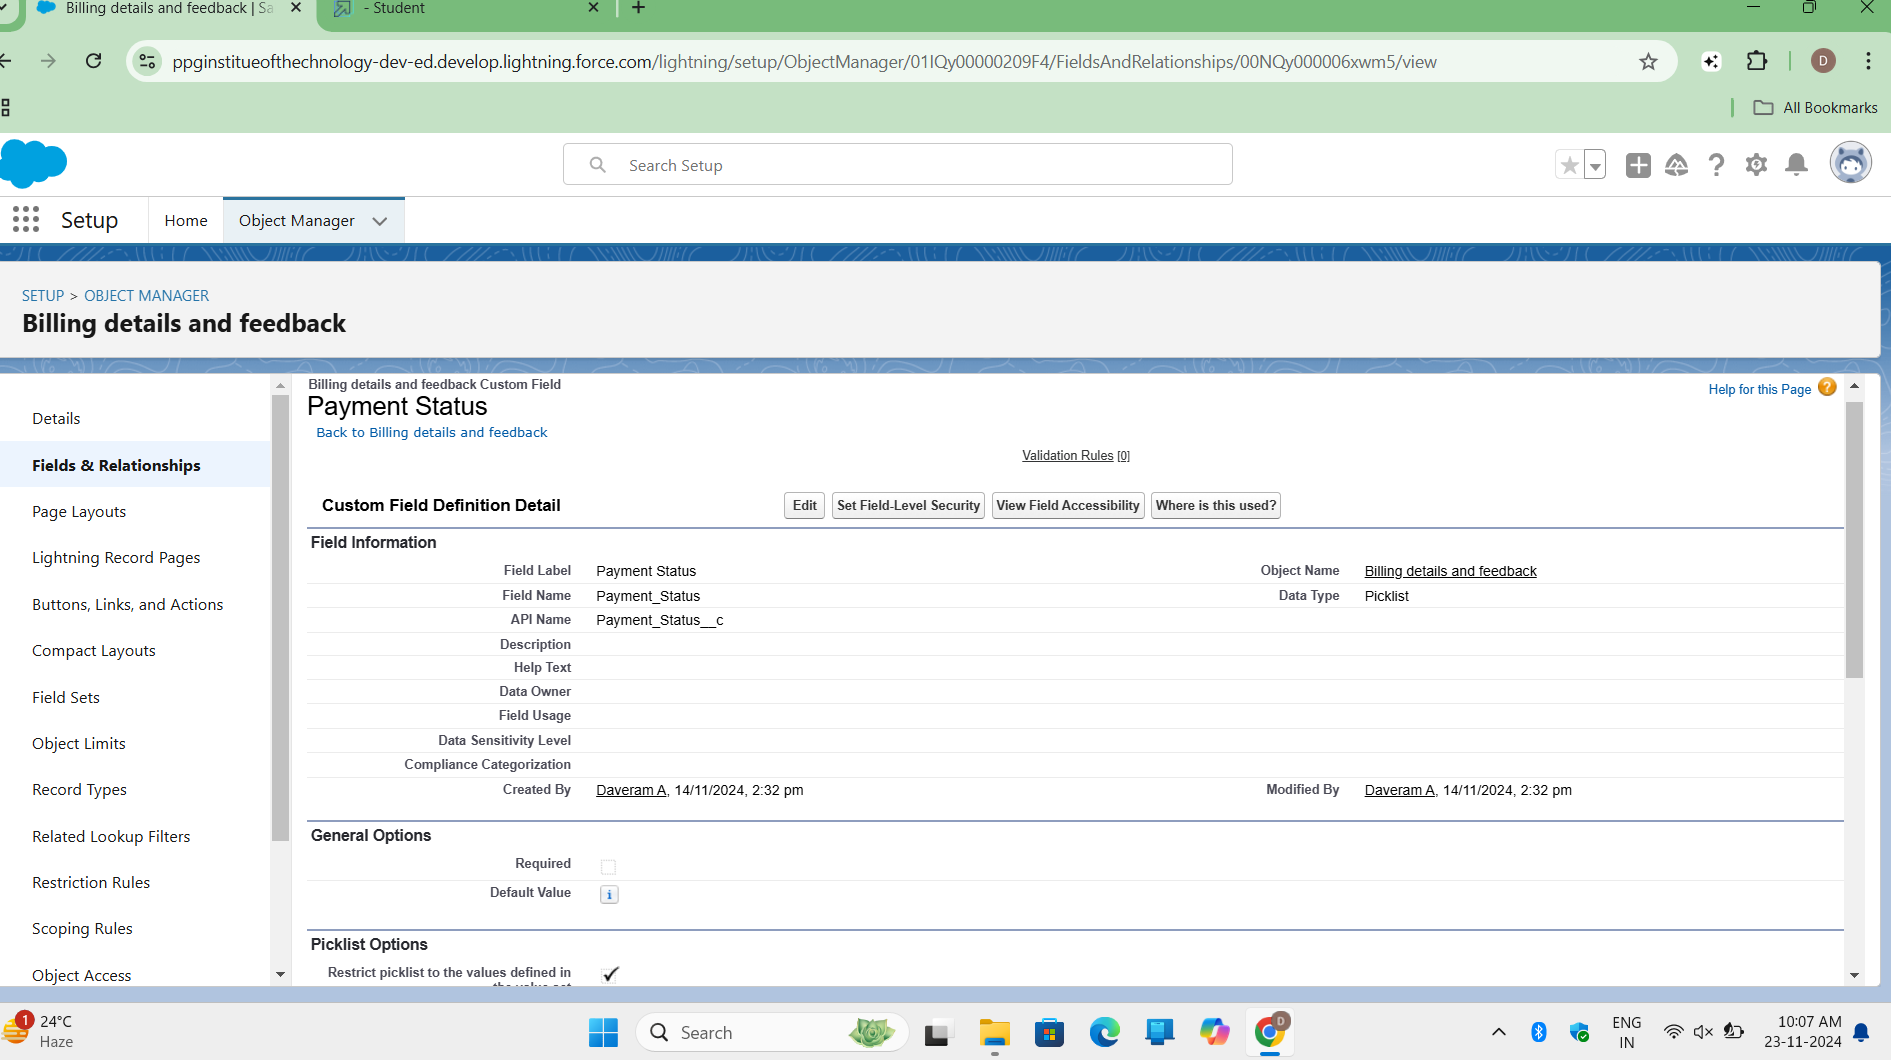 Billing details and feedback | Sa
- Student
ppginstitueofthechnology-dev-ed.develop.lightning.force.com/lightning/setup/ObjectManager/01IQy00000209F4/FieldsAndRelationships/00NQy000006xwm5/view
D
All Bookmarks
Search Setup
Setup
Home
Object Manager
SETUP > OBJECT MANAGER
Billing details and feedback
Details
Fields & Relationships
Page Layouts
Lightning Record Pages
Buttons, Links, and Actions
Compact Layouts
Field Sets
Object Limits
Record Types
Related Lookup Filters
Restriction Rules
Scoping Rules
Object Access
Billing details and feedback Custom Field
Payment Status
Back to Billing details and feedback
Help for this Page ?
Validation Rules [0]
Custom Field Definition Detail
Edit
Set Field-Level Security
View Field Accessibility
Where is this used?
Field Information
Field Label Payment Status Object Name Billing details and feedback
Field Name Payment_Status Data Type Picklist
API Name Payment_Status__c
Description
Help Text
Data Owner
Field Usage
Data Sensitivity Level
Compliance Categorization
Created By Daveram A, 14/11/2024, 2:32 pm Modified By Daveram A, 14/11/2024, 2:32 pm
General Options
Required
Default Value i
Picklist Options
Restrict picklist to the values defined in
the value set
1
24°C
Haze
Search
D
ENG
IN
10:07 AM
23-11-2024